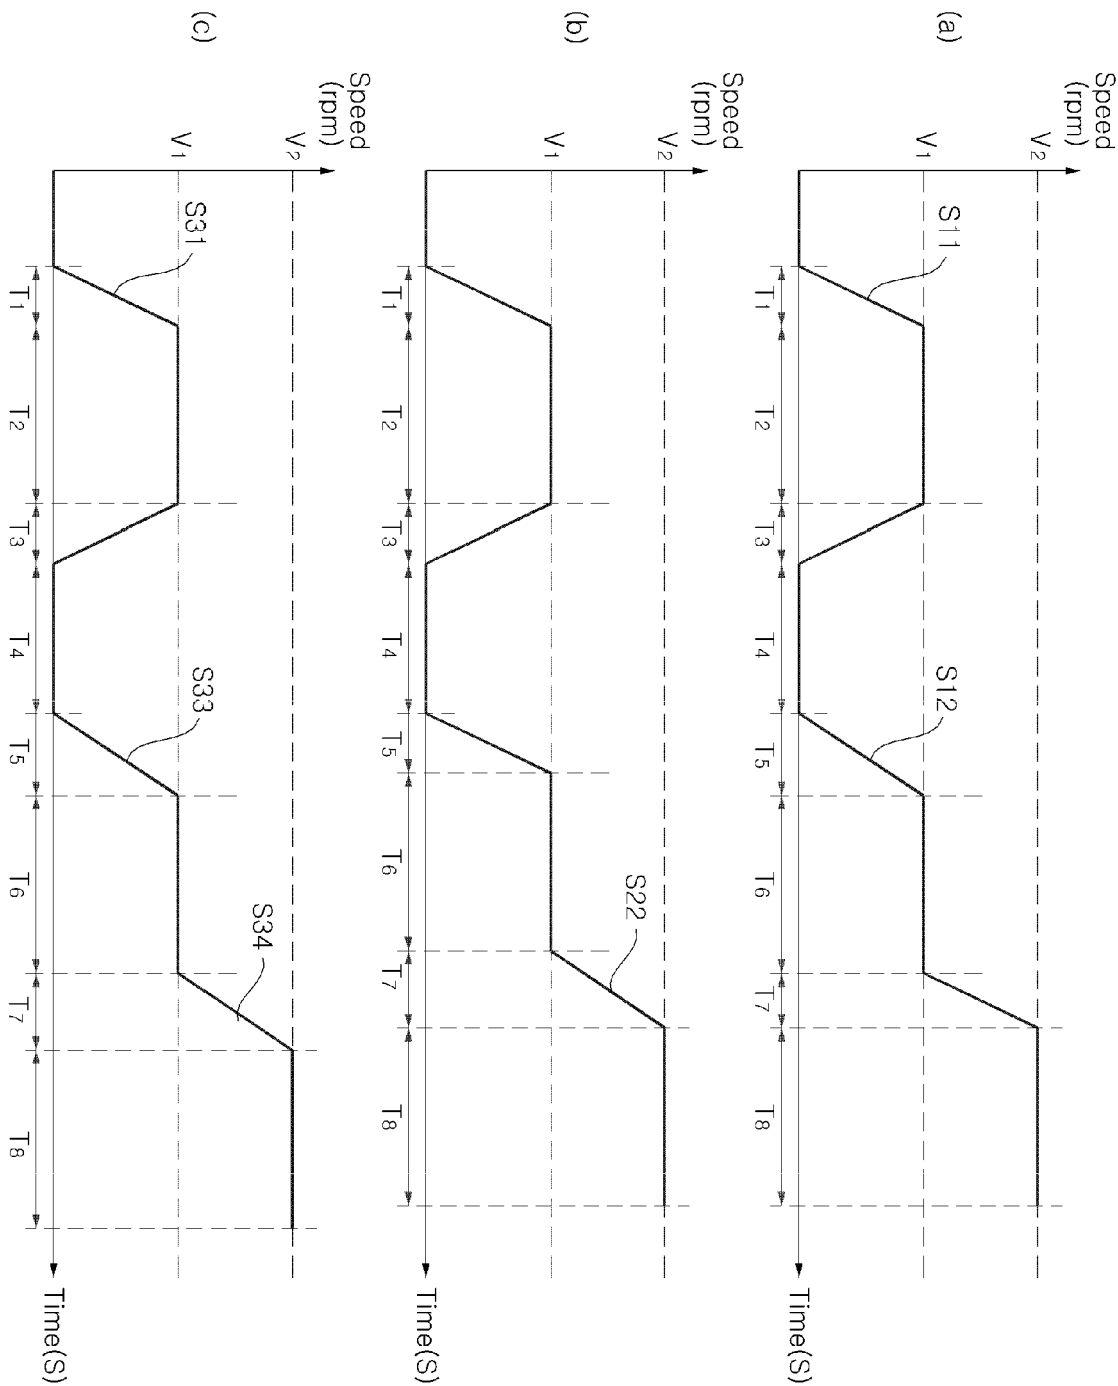 (a)
Speed
(rpm)
V2
V1
S11
S12
T1
T2
T3
T4
T5
T6
T7
T8
Time(S)
(b)
Speed
(rpm)
V2
V1
S22
T1
T2
T3
T4
T5
T6
T7
T8
Time(S)
(c)
Speed
(rpm)
V2
V1
S31
S33
S34
T1
T2
T3
T4
T5
T6
T7
T8
Time(S)